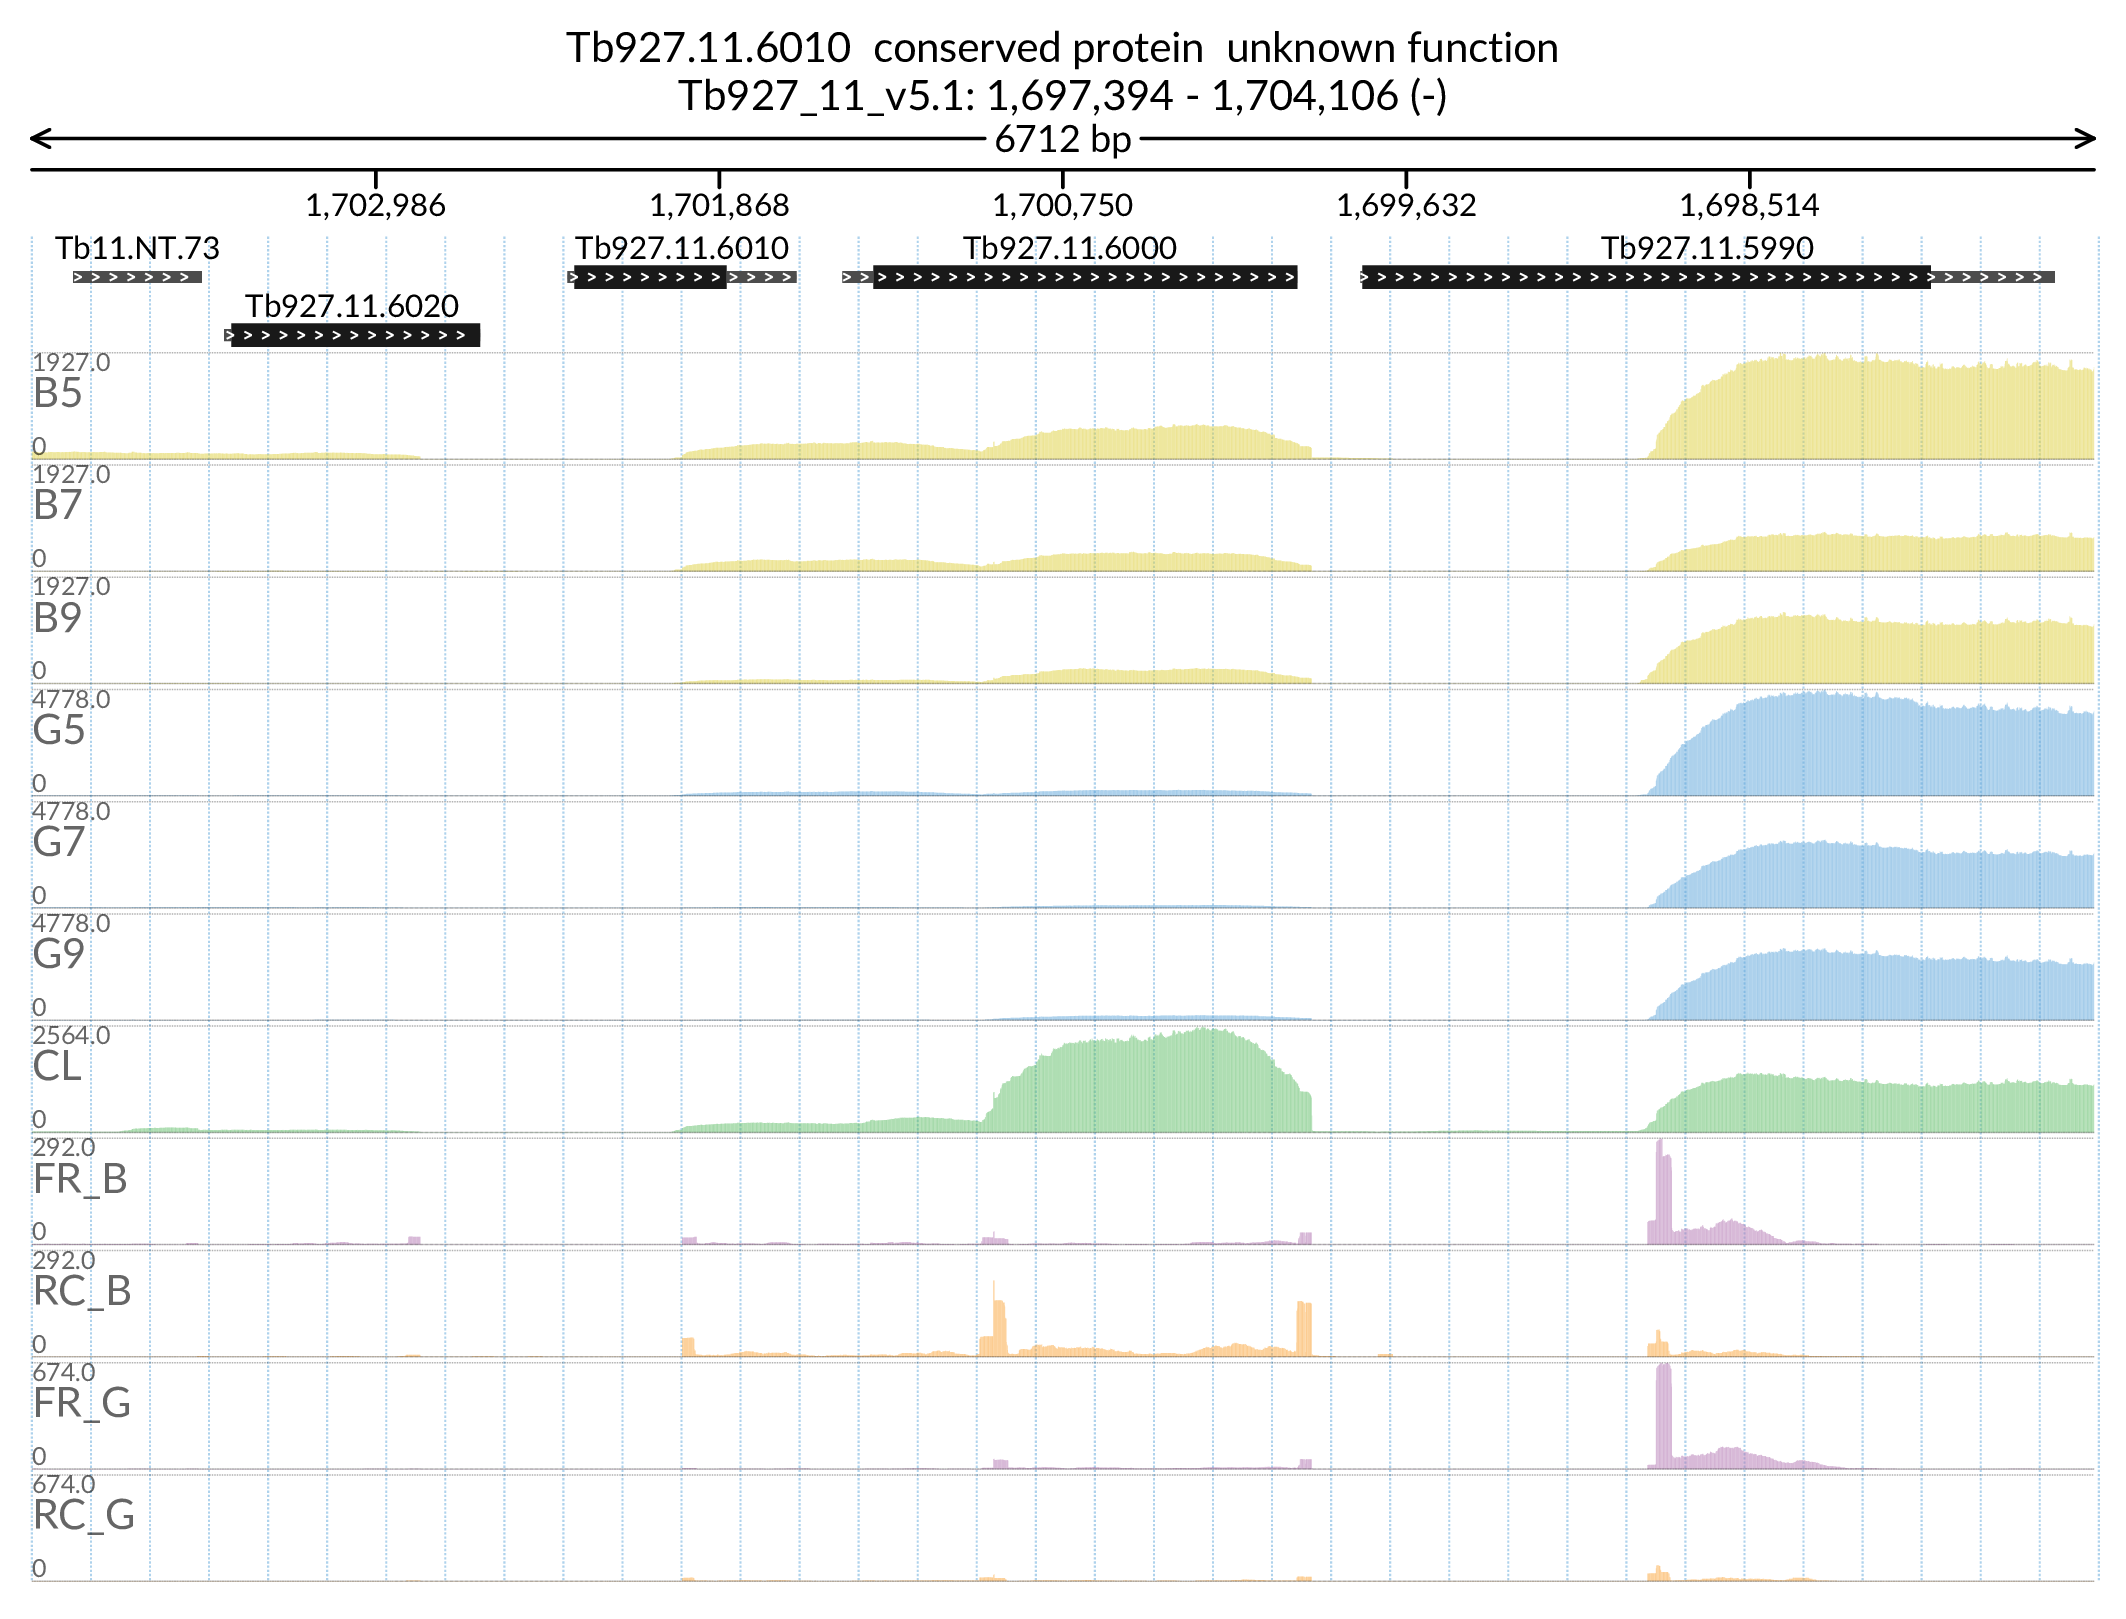 Tb927.11.6010  conserved protein  unknown function
Tb927_11_v5.1: 1,697,394 - 1,704,106 (-)
6712 bp
1,702,986 1,701,868 1,700,750 1,699,632 1,698,514
Tb11.NT.73 Tb927.11.6010 Tb927.11.6000 Tb927.11.5990
Tb927.11.6020
1927.0
B5
0
1927.0
B7
0
1927.0
B9
0
4778.0
G5
0
4778.0
G7
0
4778.0
G9
0
2564.0
CL
0
292.0
FR_B
0
292.0
RC_B
0
674.0
FR_G
0
674.0
RC_G
0